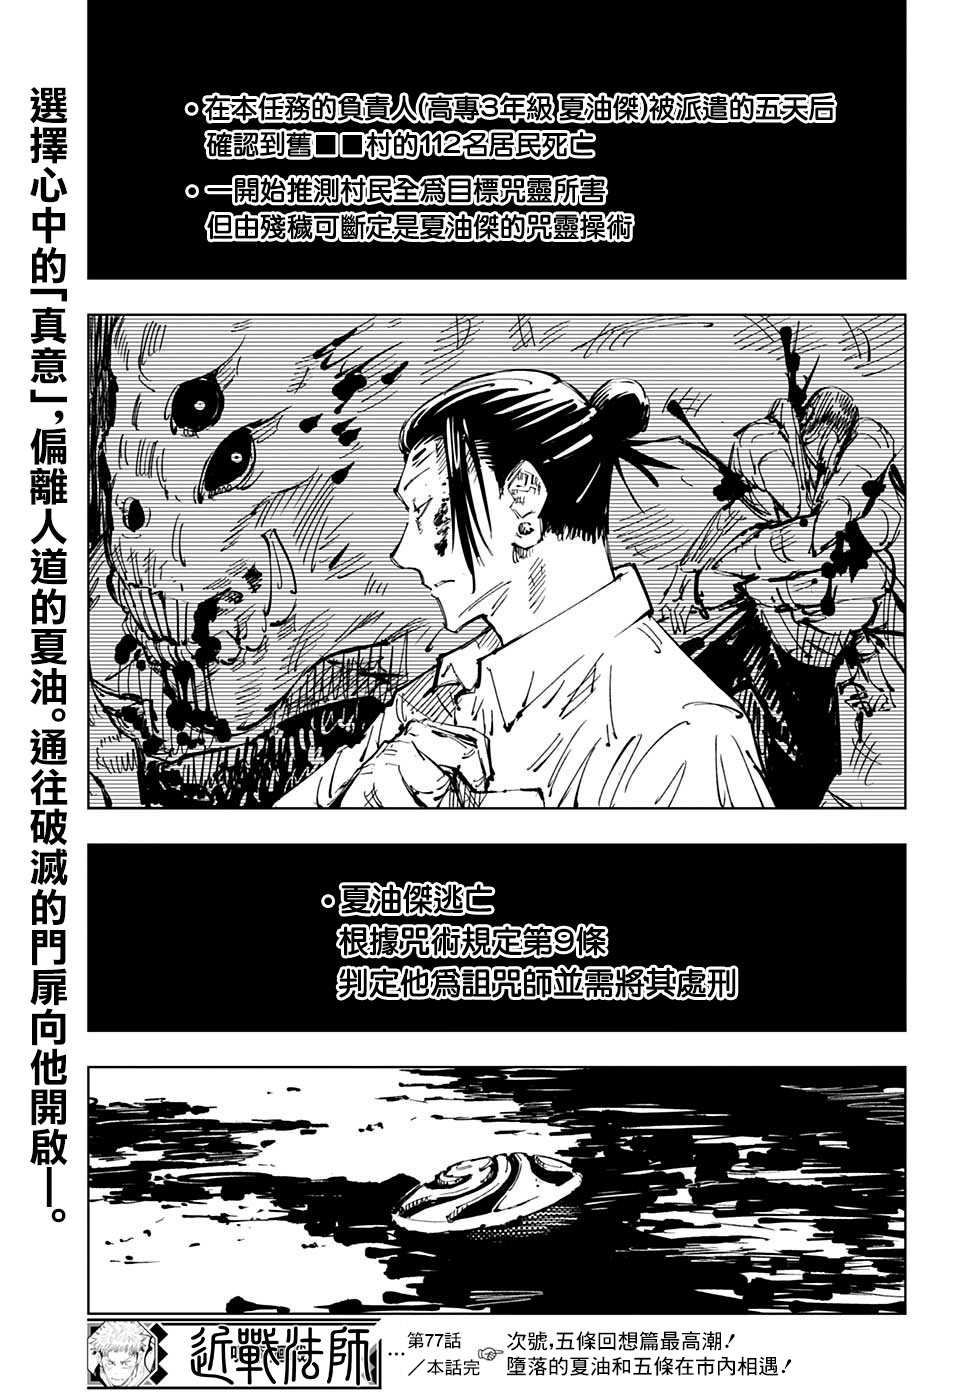 在本任務的負責人(高專3年級 夏油傑)被派遣的五天后
確認到舊■■村的112名居民死亡
一開始推測村民全為目標咒靈所害
但由殘穢可斷定是夏油傑的咒靈操術
選擇心中的「真意」,偏離人道的夏油。通往破滅的門扉向他開啟—。
夏油傑逃亡
根據咒術規定第9條
判定他為詛咒師並需將其處刑
近戰法師
…
第77話
／本話完
次號,五條回想篇最高潮!
墮落的夏油和五條在市內相遇!